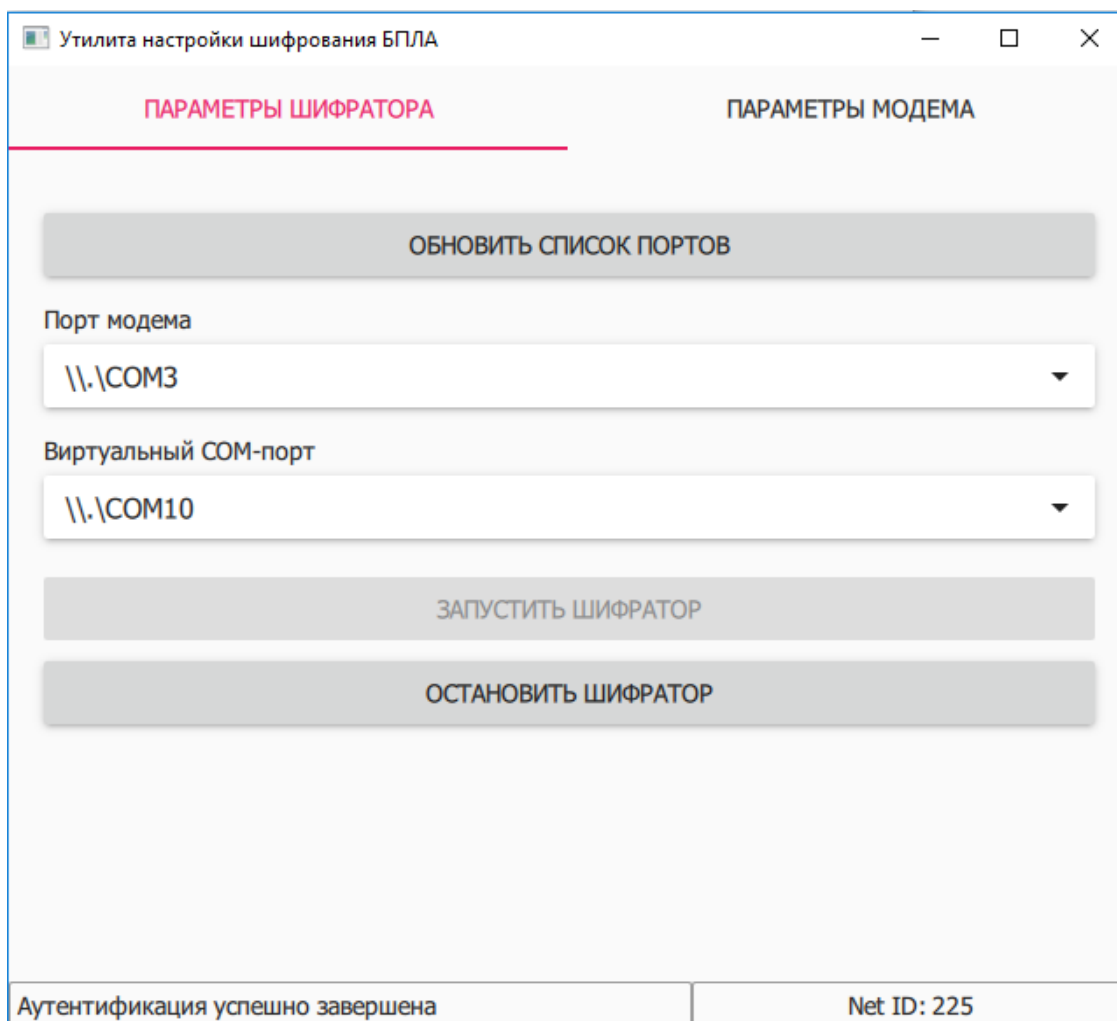 Утилита настройки шифрования БПЛА
ПАРАМЕТРЫ ШИФРАТОРА ПАРАМЕТРЫ МОДЕМА
ОБНОВИТЬ СПИСОК ПОРТОВ
Порт модема
\\.\COM3
Виртуальный COM-порт
\\.\COM10
ЗАПУСТИТЬ ШИФРАТОР
ОСТАНОВИТЬ ШИФРАТОР
Аутентификация успешно завершена Net ID: 225